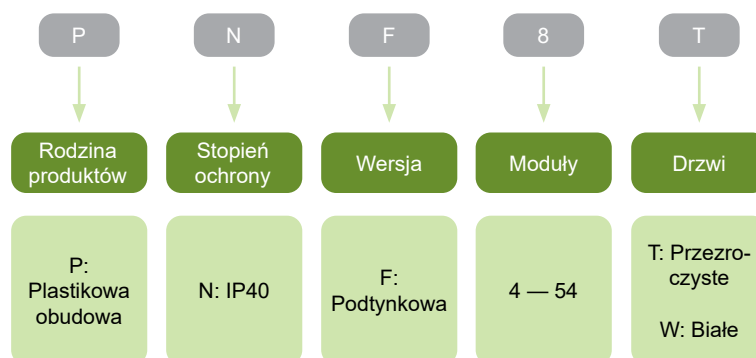 P N F 8 T
Rodzina
produktów
Stopień
ochrony
Wersja
Moduły
Drzwi
P:
Plastikowa
obudowa
N: IP40
F:
Podtynkowa
4 — 54
T: Przezro-
czyste
W: Białe